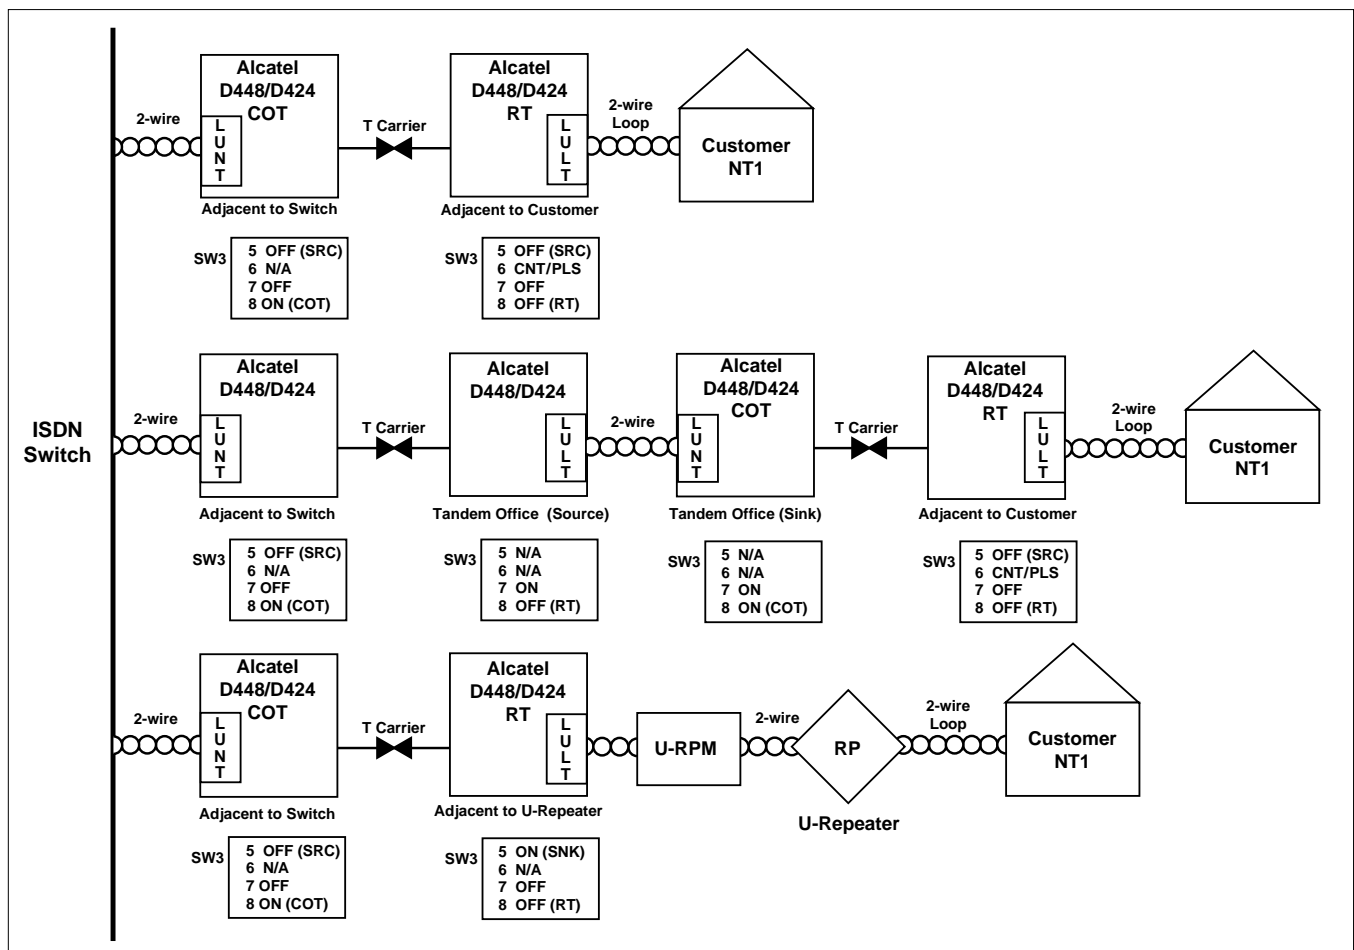 ISDN
Switch
2-wire
Alcatel
D448/D424
COT
L
U
N
T
Adjacent to Switch
SW3
5 OFF (SRC)
6 N/A
7 OFF
8 ON (COT)
T Carrier
Alcatel
D448/D424
RT
L
U
L
T
Adjacent to Customer
SW3
5 OFF (SRC)
6 CNT/PLS
7 OFF
8 OFF (RT)
2-wire
Loop
Customer
NT1
2-wire
Alcatel
D448/D424
L
U
N
T
Adjacent to Switch
SW3
5 OFF (SRC)
6 N/A
7 OFF
8 ON (COT)
T Carrier
Alcatel
D448/D424
L
U
L
T
Tandem Office (Source)
SW3
5 N/A
6 N/A
7 ON
8 OFF (RT)
2-wire
Alcatel
D448/D424
COT
L
U
N
T
Tandem Office (Sink)
SW3
5 N/A
6 N/A
7 ON
8 ON (COT)
T Carrier
Alcatel
D448/D424
RT
L
U
L
T
Adjacent to Customer
SW3
5 OFF (SRC)
6 CNT/PLS
7 OFF
8 OFF (RT)
2-wire
Loop
Customer
NT1
2-wire
Alcatel
D448/D424
COT
L
U
N
T
Adjacent to Switch
SW3
5 OFF (SRC)
6 N/A
7 OFF
8 ON (COT)
T Carrier
Alcatel
D448/D424
RT
L
U
L
T
Adjacent to U-Repeater
SW3
5 ON (SNK)
6 N/A
7 OFF
8 OFF (RT)
U-RPM
2-wire
RP
U-Repeater
2-wire
Loop
Customer
NT1